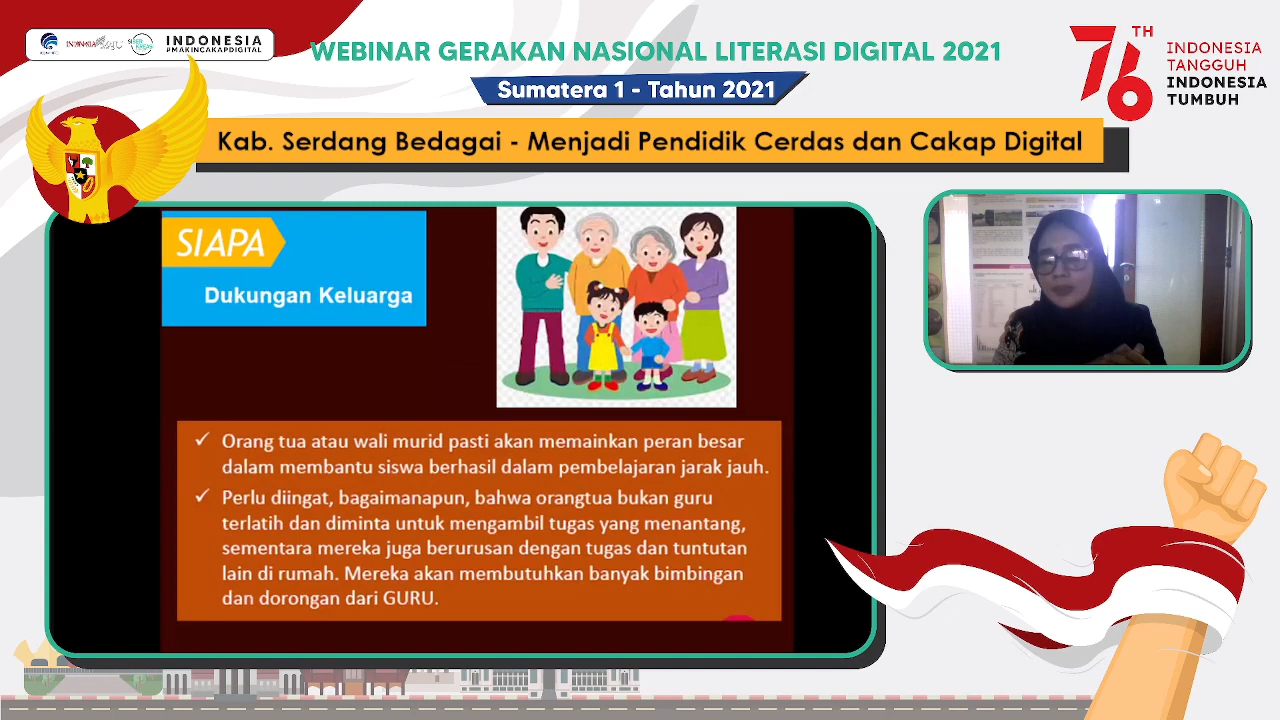 INDONESIA
#MAKINCAKAPDIGITAL
WEBINAR GERAKAN NASIONAL LITERASI DIGITAL 2021
Sumatera 1 - Tahun 2021
Kab. Serdang Bedagai - Menjadi Pendidik Cerdas dan Cakap Digital
76TH
INDONESIA
TANGGUH
INDONESIA
TUMBUH
SIAPA
Dukungan Keluarga
✓ Orang tua atau wali murid pasti akan memainkan peran besar
dalam membantu siswa berhasil dalam pembelajaran jarak jauh.
✓ Perlu diingat, bagaimanapun, bahwa orangtua bukan guru
terlatih dan diminta untuk mengambil tugas yang menantang,
sementara mereka juga berurusan dengan tugas dan tuntutan
lain di rumah. Mereka akan membutuhkan banyak bimbingan
dan dorongan dari GURU.